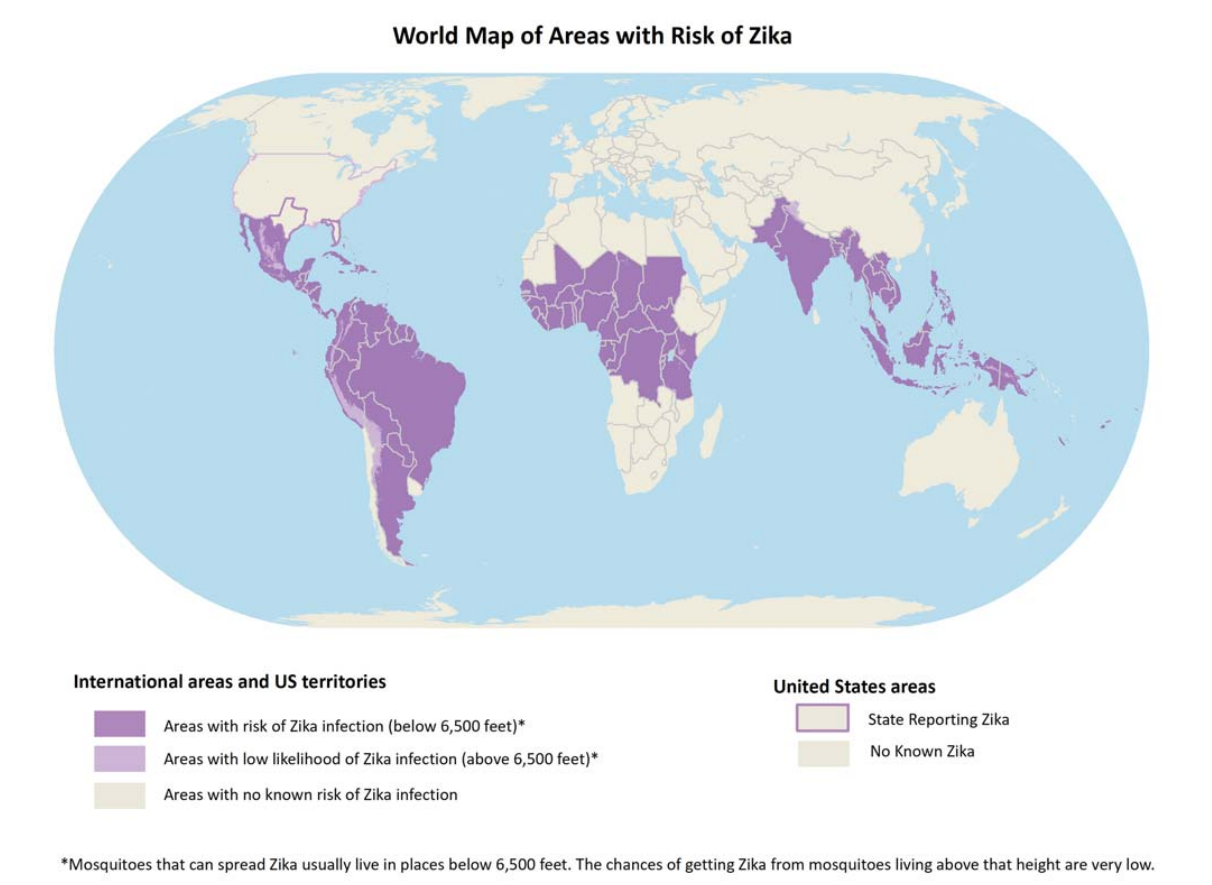 World Map of Areas with Risk of Zika
International areas and US territories
Areas with risk of Zika infection (below 6,500 feet)*
Areas with low likelihood of Zika infection (above 6,500 feet)*
Areas with no known risk of Zika infection
United States areas
State Reporting Zika
No Known Zika
*Mosquitoes that can spread Zika usually live in places below 6,500 feet. The chances of getting Zika from mosquitoes living above that height are very low.